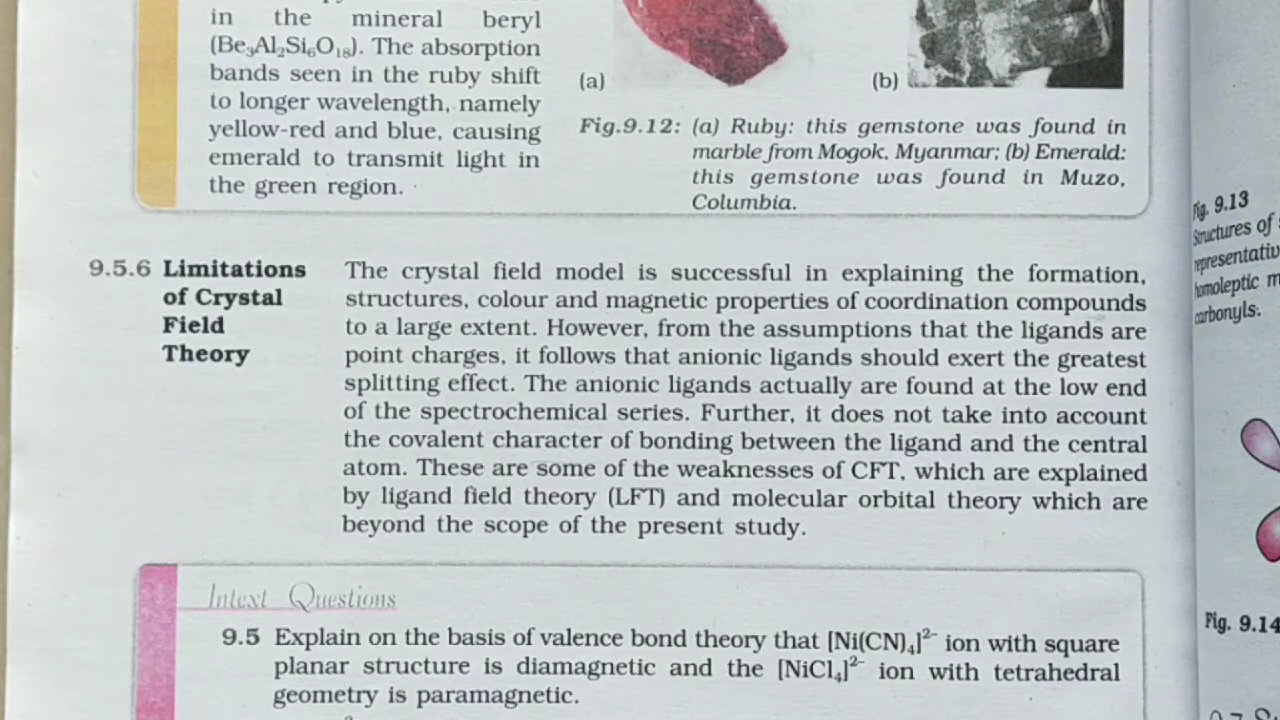 in the mineral beryl
(Be₃Al₂Si₆O₁₈). The absorption
bands seen in the ruby shift
to longer wavelength, namely
yellow-red and blue, causing
emerald to transmit light in
the green region.
(a)
(b)
Fig.9.12: (a) Ruby: this gemstone was found in
marble from Mogok, Myanmar; (b) Emerald:
this gemstone was found in Muzo,
Columbia.
9.5.6 Limitations
of Crystal
Field
Theory
The crystal field model is successful in explaining the formation,
structures, colour and magnetic properties of coordination compounds
to a large extent. However, from the assumptions that the ligands are
point charges, it follows that anionic ligands should exert the greatest
splitting effect. The anionic ligands actually are found at the low end
of the spectrochemical series. Further, it does not take into account
the covalent character of bonding between the ligand and the central
atom. These are some of the weaknesses of CFT, which are explained
by ligand field theory (LFT) and molecular orbital theory which are
beyond the scope of the present study.
Intext Questions
9.5 Explain on the basis of valence bond theory that [Ni(CN)₄]²⁻ ion with square
planar structure is diamagnetic and the [NiCl₄]²⁻ ion with tetrahedral
geometry is paramagnetic.
Fig. 9.13
Structures of
homoleptic
carbonyls.
Fig. 9.14